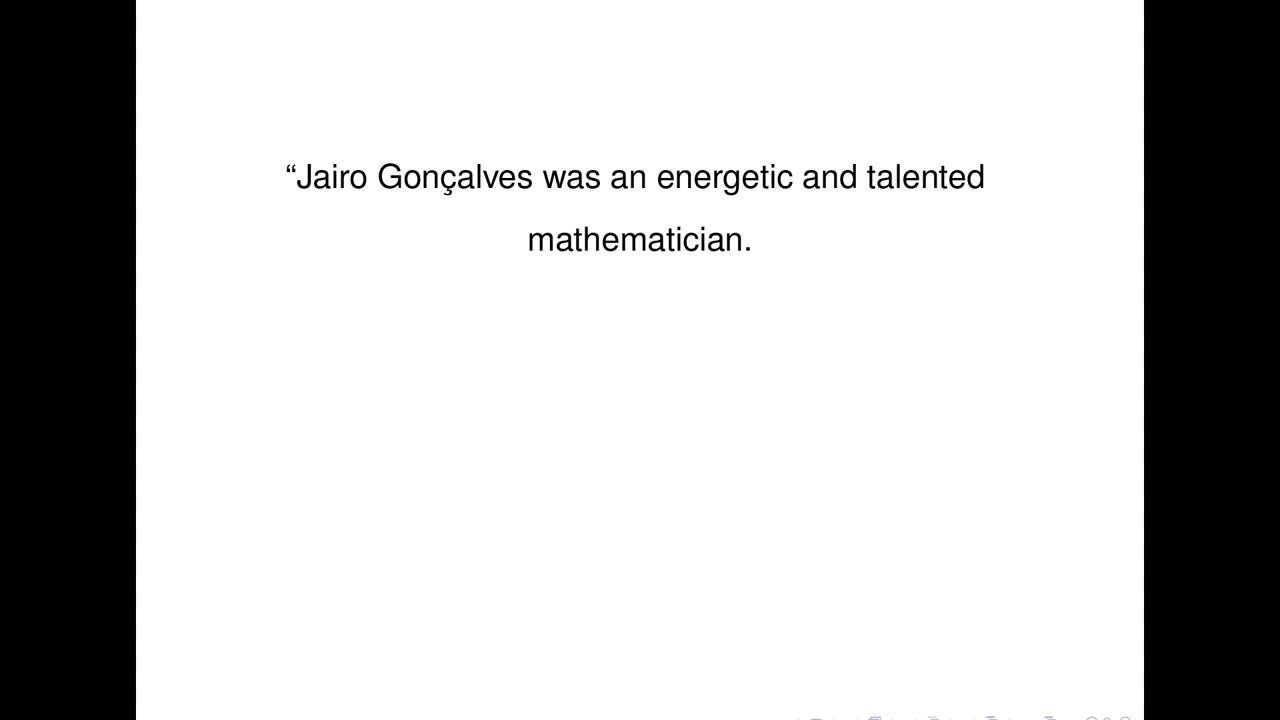 “Jairo Gonçalves was an energetic and talented
mathematician.